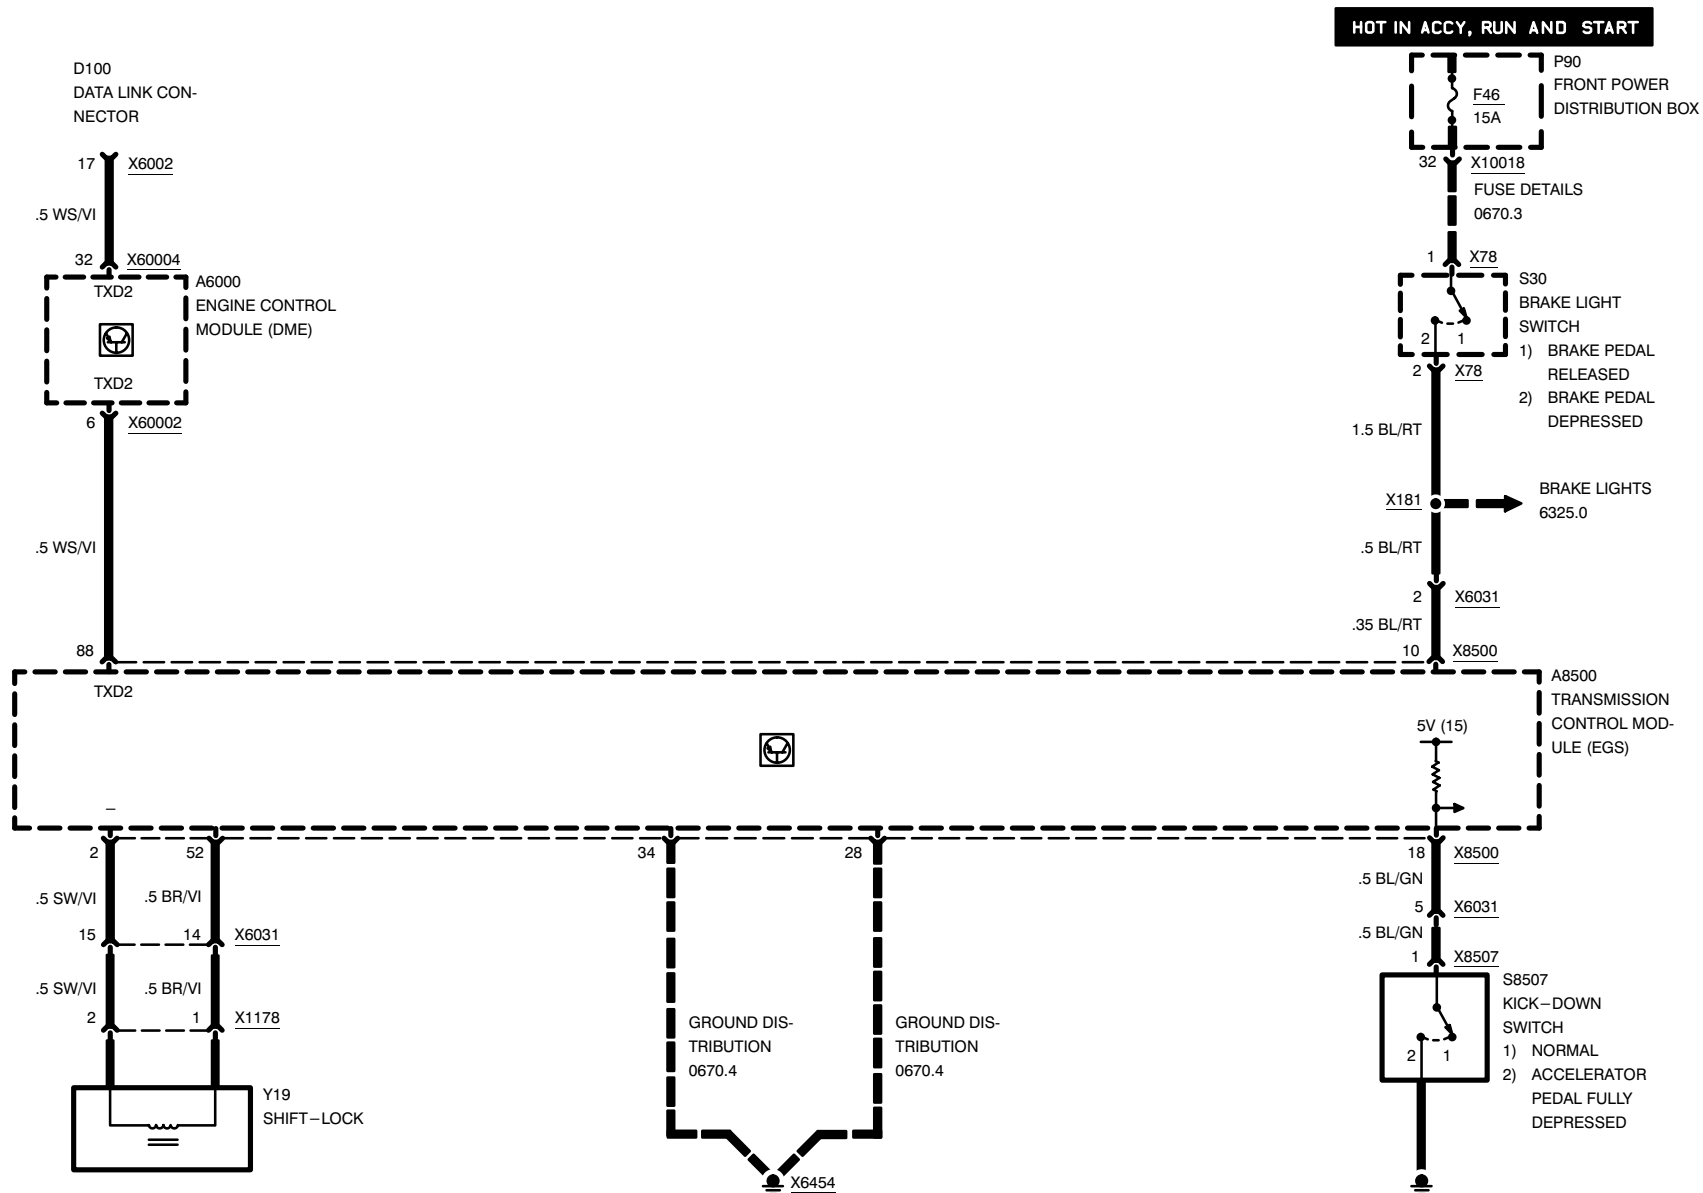 HOT IN ACCY, RUN AND START
D100
DATA LINK CON-
NECTOR
17 X6002
.5 WS/VI
32 X60004
TXD2
A6000
ENGINE CONTROL
MODULE (DME)
TXD2
6 X60002
.5 WS/VI
88
P90
FRONT POWER
DISTRIBUTION BOX
F46
15A
32 X10018
FUSE DETAILS
0670.3
1 X78
S30
BRAKE LIGHT
SWITCH
1) BRAKE PEDAL
RELEASED
2) BRAKE PEDAL
DEPRESSED
2 1
2 X78
1.5 BL/RT
X181
BRAKE LIGHTS
6325.0
.5 BL/RT
2 X6031
.35 BL/RT
10 X8500
TXD2
A8500
TRANSMISSION
CONTROL MOD-
ULE (EGS)
5V (15)
–
2 52 34 28 18 X8500
.5 SW/VI .5 BR/VI
15 14 X6031
.5 SW/VI .5 BR/VI
2 1 X1178
Y19
SHIFT–LOCK
GROUND DIS-
TRIBUTION
0670.4
GROUND DIS-
TRIBUTION
0670.4
X6454
.5 BL/GN
5 X6031
.5 BL/GN
1 X8507
S8507
KICK–DOWN
SWITCH
1) NORMAL
2) ACCELERATOR
PEDAL FULLY
DEPRESSED
2 1